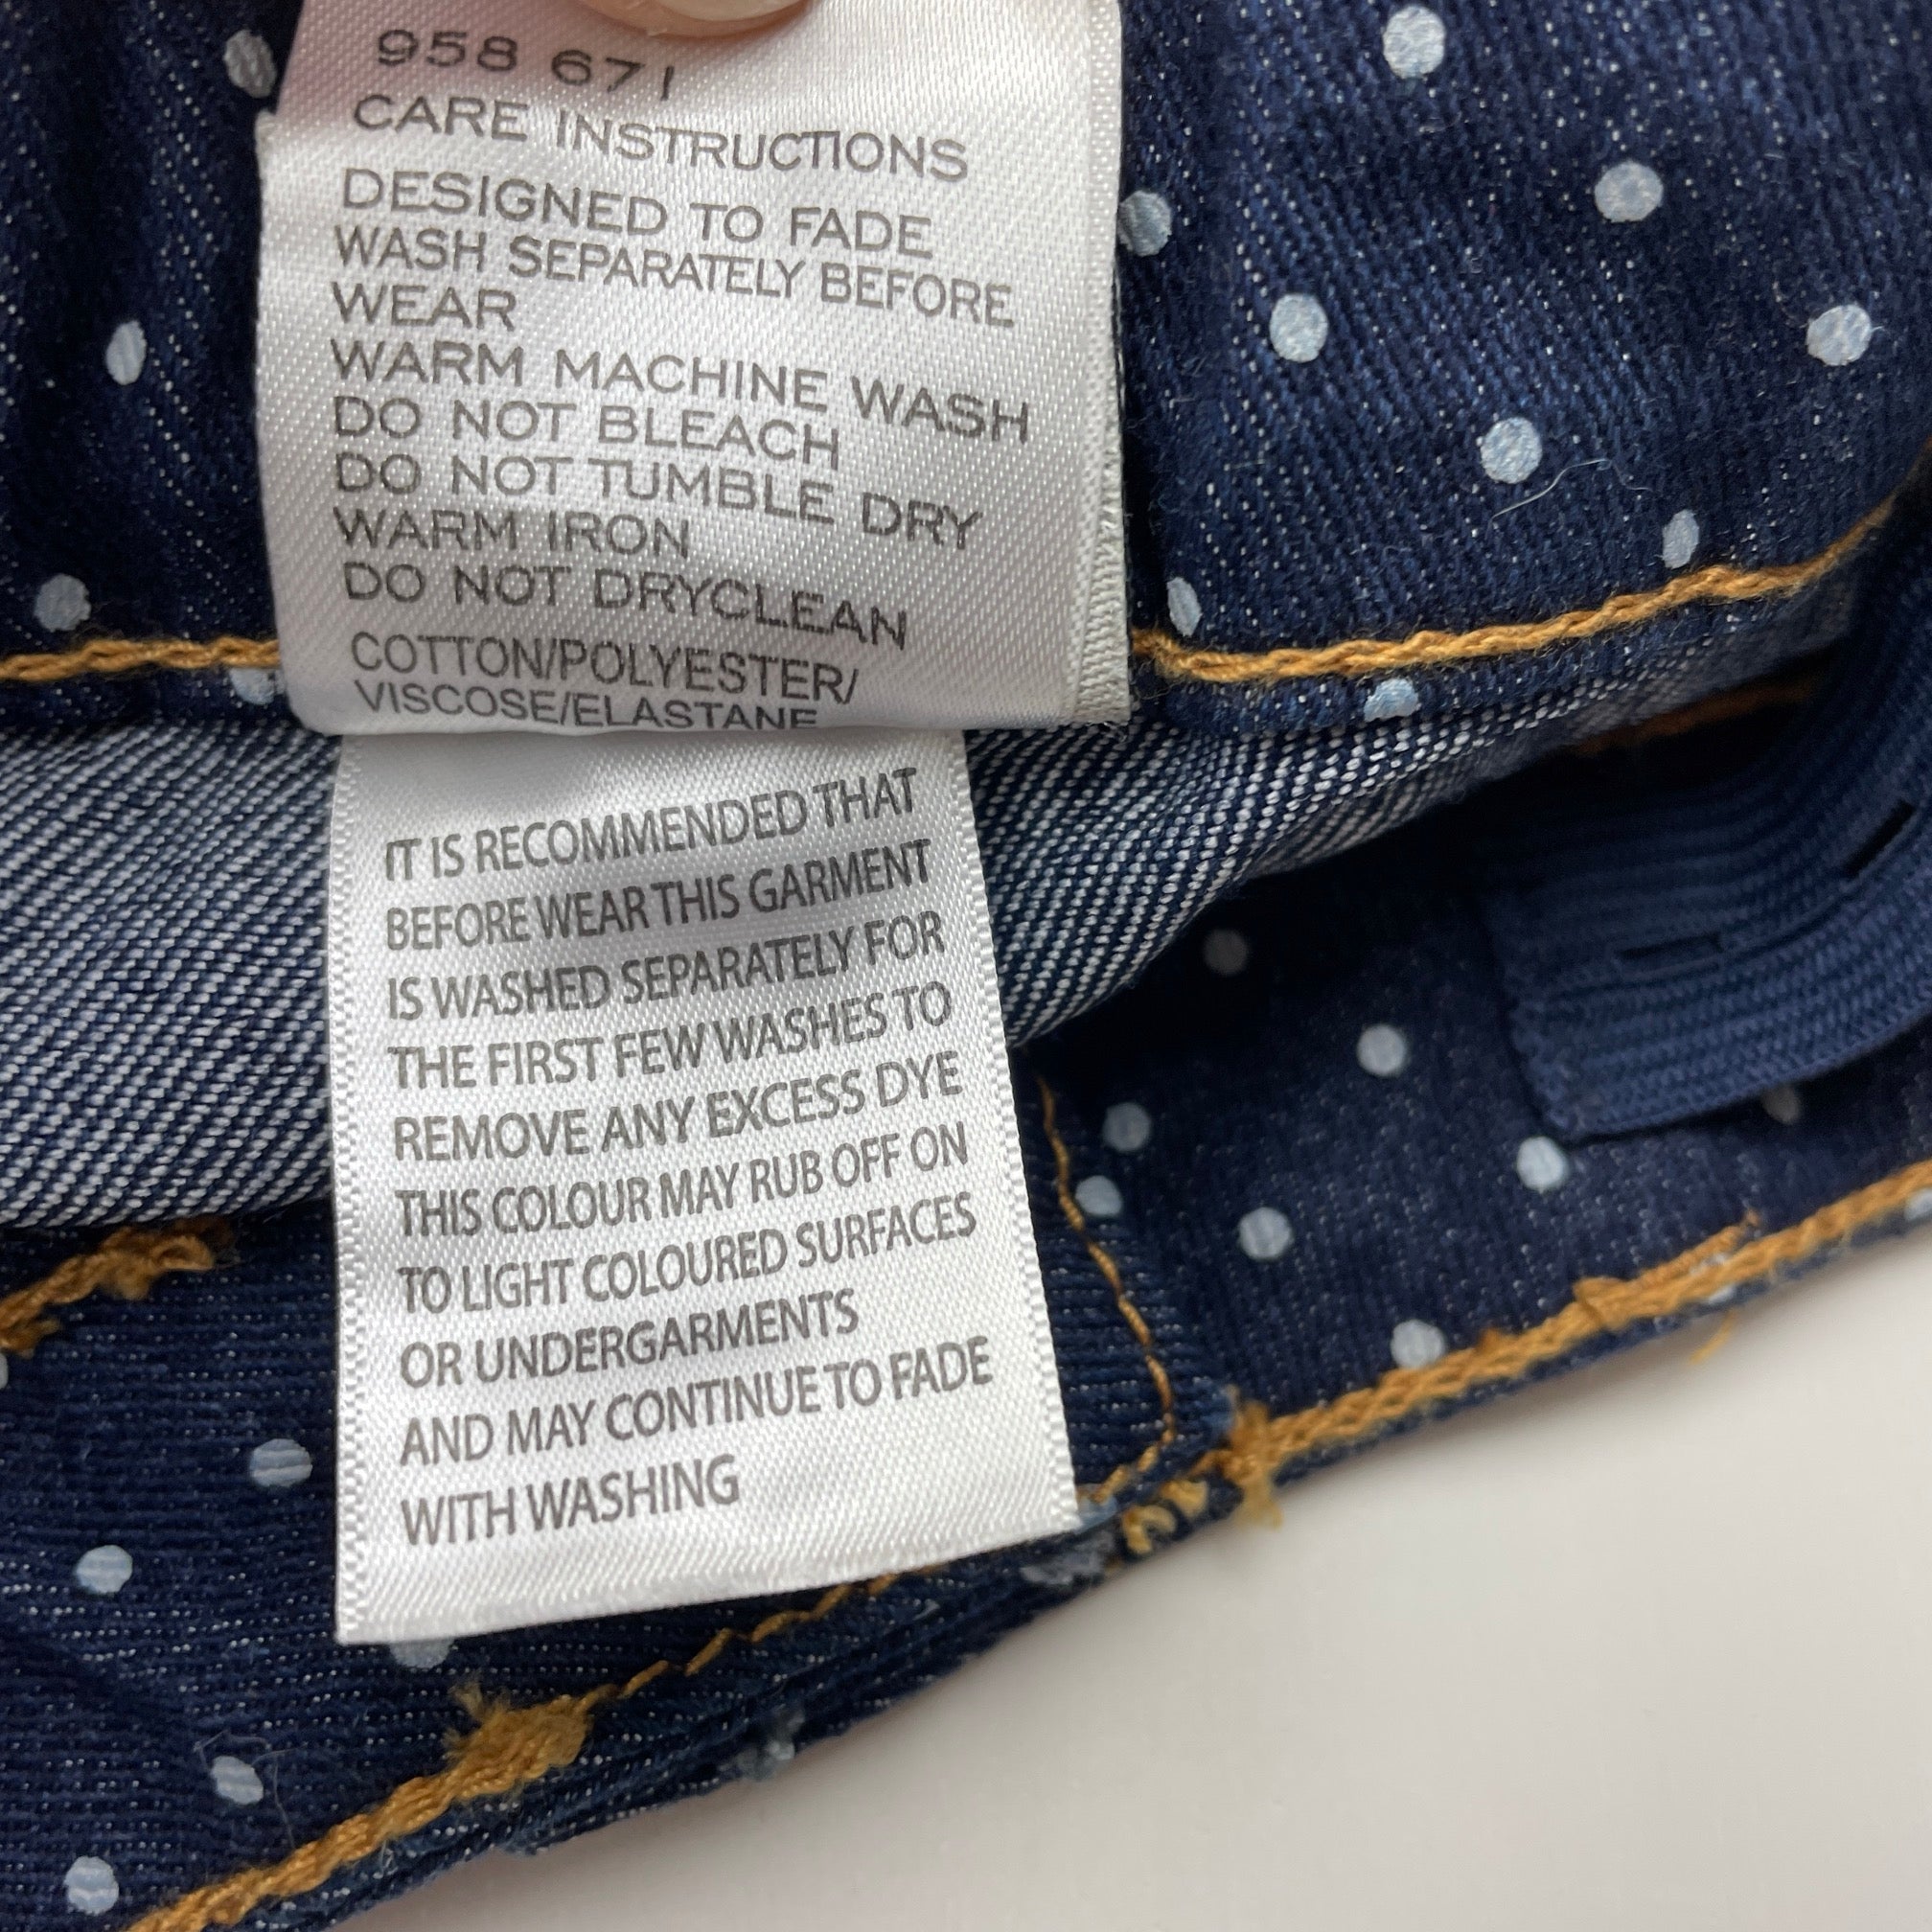 958 671
CARE INSTRUCTIONS
DESIGNED TO FADE
WASH SEPARATELY BEFORE
WEAR
WARM MACHINE WASH
DO NOT BLEACH
DO NOT TUMBLE DRY
WARM IRON
DO NOT DRYCLEAN
COTTON/POLYESTER/
VISCOSE/ELASTANE
IT IS RECOMMENDED THAT
BEFORE WEAR THIS GARMENT
IS WASHED SEPARATELY FOR
THE FIRST FEW WASHES TO
REMOVE ANY EXCESS DYE
THIS COLOUR MAY RUB OFF ON
TO LIGHT COLOURED SURFACES
OR UNDERGARMENTS
AND MAY CONTINUE TO FADE
WITH WASHING